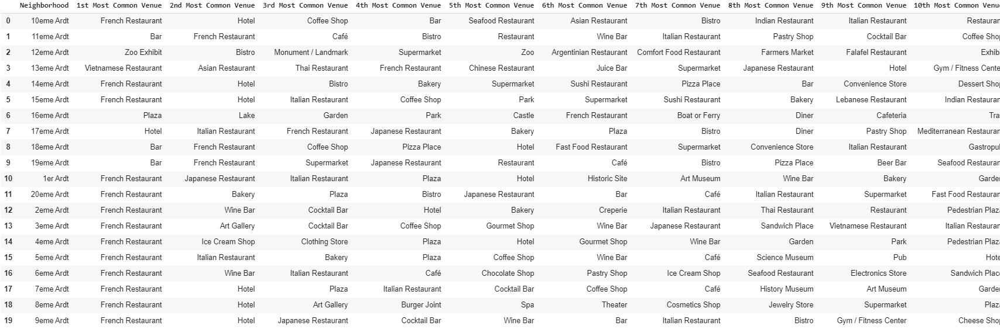 Neighborhood 1st Most Common Venue 2nd Most Common Venue 3rd Most Common Venue 4th Most Common Venue 5th Most Common Venue 6th Most Common Venue 7th Most Common Venue 8th Most Common Venue 9th Most Common Venue 10th Most Common Venue
0 10eme Ardt French Restaurant Hotel Coffee Shop Bar Seafood Restaurant Asian Restaurant Bistro Indian Restaurant Italian Restaurant Restauran
1 11eme Ardt Bar French Restaurant Café Bistro Restaurant Wine Bar Italian Restaurant Pastry Shop Cocktail Bar Coffee Shop
2 12eme Ardt Zoo Exhibit Bistro Monument / Landmark Supermarket Zoo Argentinian Restaurant Comfort Food Restaurant Farmers Market Falafel Restaurant Exhibi
3 13eme Ardt Vietnamese Restaurant Asian Restaurant Thai Restaurant French Restaurant Chinese Restaurant Juice Bar Supermarket Japanese Restaurant Hotel Gym / Fitness Cente
4 14eme Ardt French Restaurant Hotel Bistro Bakery Supermarket Sushi Restaurant Pizza Place Bar Convenience Store Dessert Shop
5 15eme Ardt French Restaurant Hotel Italian Restaurant Coffee Shop Park Supermarket Sushi Restaurant Bakery Lebanese Restaurant Indian Restauran
6 16eme Ardt Plaza Lake Garden Park Castle French Restaurant Boat or Ferry Diner Cafeteria Tra
7 17eme Ardt Hotel Italian Restaurant French Restaurant Japanese Restaurant Bakery Plaza Bistro Diner Pastry Shop Mediterranean Restauran
8 18eme Ardt Bar French Restaurant Coffee Shop Pizza Place Hotel Fast Food Restaurant Supermarket Convenience Store Italian Restaurant Gastropu
9 19eme Ardt Bar French Restaurant Supermarket Japanese Restaurant Restaurant Café Bistro Pizza Place Beer Bar Seafood Restauran
10 1er Ardt French Restaurant Japanese Restaurant Italian Restaurant Plaza Hotel Historic Site Art Museum Wine Bar Bakery Garde
11 20eme Ardt French Restaurant Bakery Plaza Bistro Japanese Restaurant Bar Café Italian Restaurant Supermarket Fast Food Restauran
12 2eme Ardt French Restaurant Wine Bar Cocktail Bar Hotel Bakery Creperie Italian Restaurant Thai Restaurant Restaurant Pedestrian Plaza
13 3eme Ardt French Restaurant Art Gallery Cocktail Bar Coffee Shop Gourmet Shop Wine Bar Japanese Restaurant Sandwich Place Vietnamese Restaurant Italian Restauran
14 4eme Ardt French Restaurant Ice Cream Shop Clothing Store Plaza Hotel Gourmet Shop Wine Bar Garden Park Pedestrian Plaza
15 5eme Ardt French Restaurant Italian Restaurant Bakery Plaza Coffee Shop Wine Bar Café Science Museum Pub Hote
16 6eme Ardt French Restaurant Wine Bar Italian Restaurant Café Chocolate Shop Pastry Shop Ice Cream Shop Seafood Restaurant Electronics Store Sandwich Place
17 7eme Ardt French Restaurant Hotel Plaza Italian Restaurant Cocktail Bar Coffee Shop Café History Museum Art Museum Garde
18 8eme Ardt French Restaurant Hotel Art Gallery Burger Joint Spa Theater Cosmetics Shop Jewelry Store Supermarket Plaza
19 9eme Ardt French Restaurant Hotel Japanese Restaurant Cocktail Bar Wine Bar Bar Italian Restaurant Bistro Gym / Fitness Center Cheese Shop